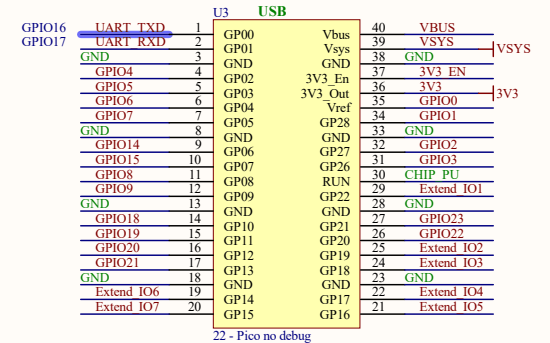 U3 USB
GPIO16 UART_TXD 1 GP00 Vbus 40 VBUS
GPIO17 UART_RXD 2 GP01 Vsys 39 VSYS VSYS
GND 3 GND GND 38 GND
GPIO4 4 GP02 3V3_En 37 3V3_EN
GPIO5 5 GP03 3V3_Out 36 3V3 3V3
GPIO6 6 GP04 Vref 35 GPIO0
GPIO7 7 GP05 GP28 34 GPIO1
GND 8 GND GND 33 GND
GPIO14 9 GP06 GP27 32 GPIO2
GPIO15 10 GP07 GP26 31 GPIO3
GPIO8 11 GP08 RUN 30 CHIP_PU
GPIO9 12 GP09 GP22 29 Extend_IO1
GND 13 GND GND 28 GND
GPIO18 14 GP10 GP21 27 GPIO23
GPIO19 15 GP11 GP20 26 GPIO22
GPIO20 16 GP12 GP19 25 Extend_IO2
GPIO21 17 GP13 GP18 24 Extend_IO3
GND 18 GND GND 23 GND
Extend_IO6 19 GP14 GP17 22 Extend_IO4
Extend_IO7 20 GP15 GP16 21 Extend_IO5
22 - Pico no debug